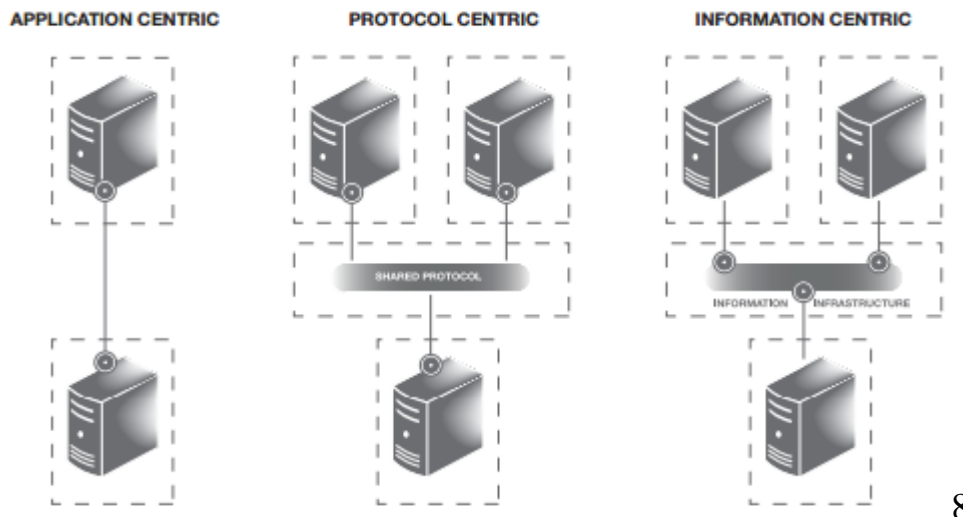 APPLICATION CENTRIC
PROTOCOL CENTRIC
INFORMATION CENTRIC
SHARED PROTOCOL
INFORMATION INFRASTRUCTURE
8